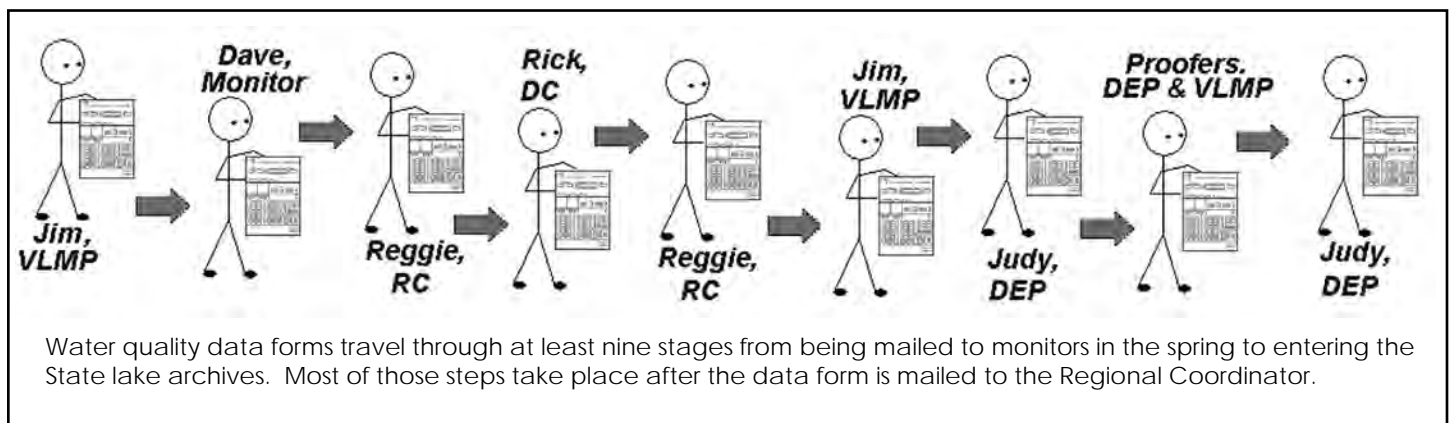 Jim,
VLMP
Dave,
Monitor
Reggie,
RC
Rick,
DC
Reggie,
RC
Jim,
VLMP
Judy,
DEP
Proofers.
DEP & VLMP
Judy,
DEP
Water quality data forms travel through at least nine stages from being mailed to monitors in the spring to entering the
State lake archives.  Most of those steps take place after the data form is mailed to the Regional Coordinator.